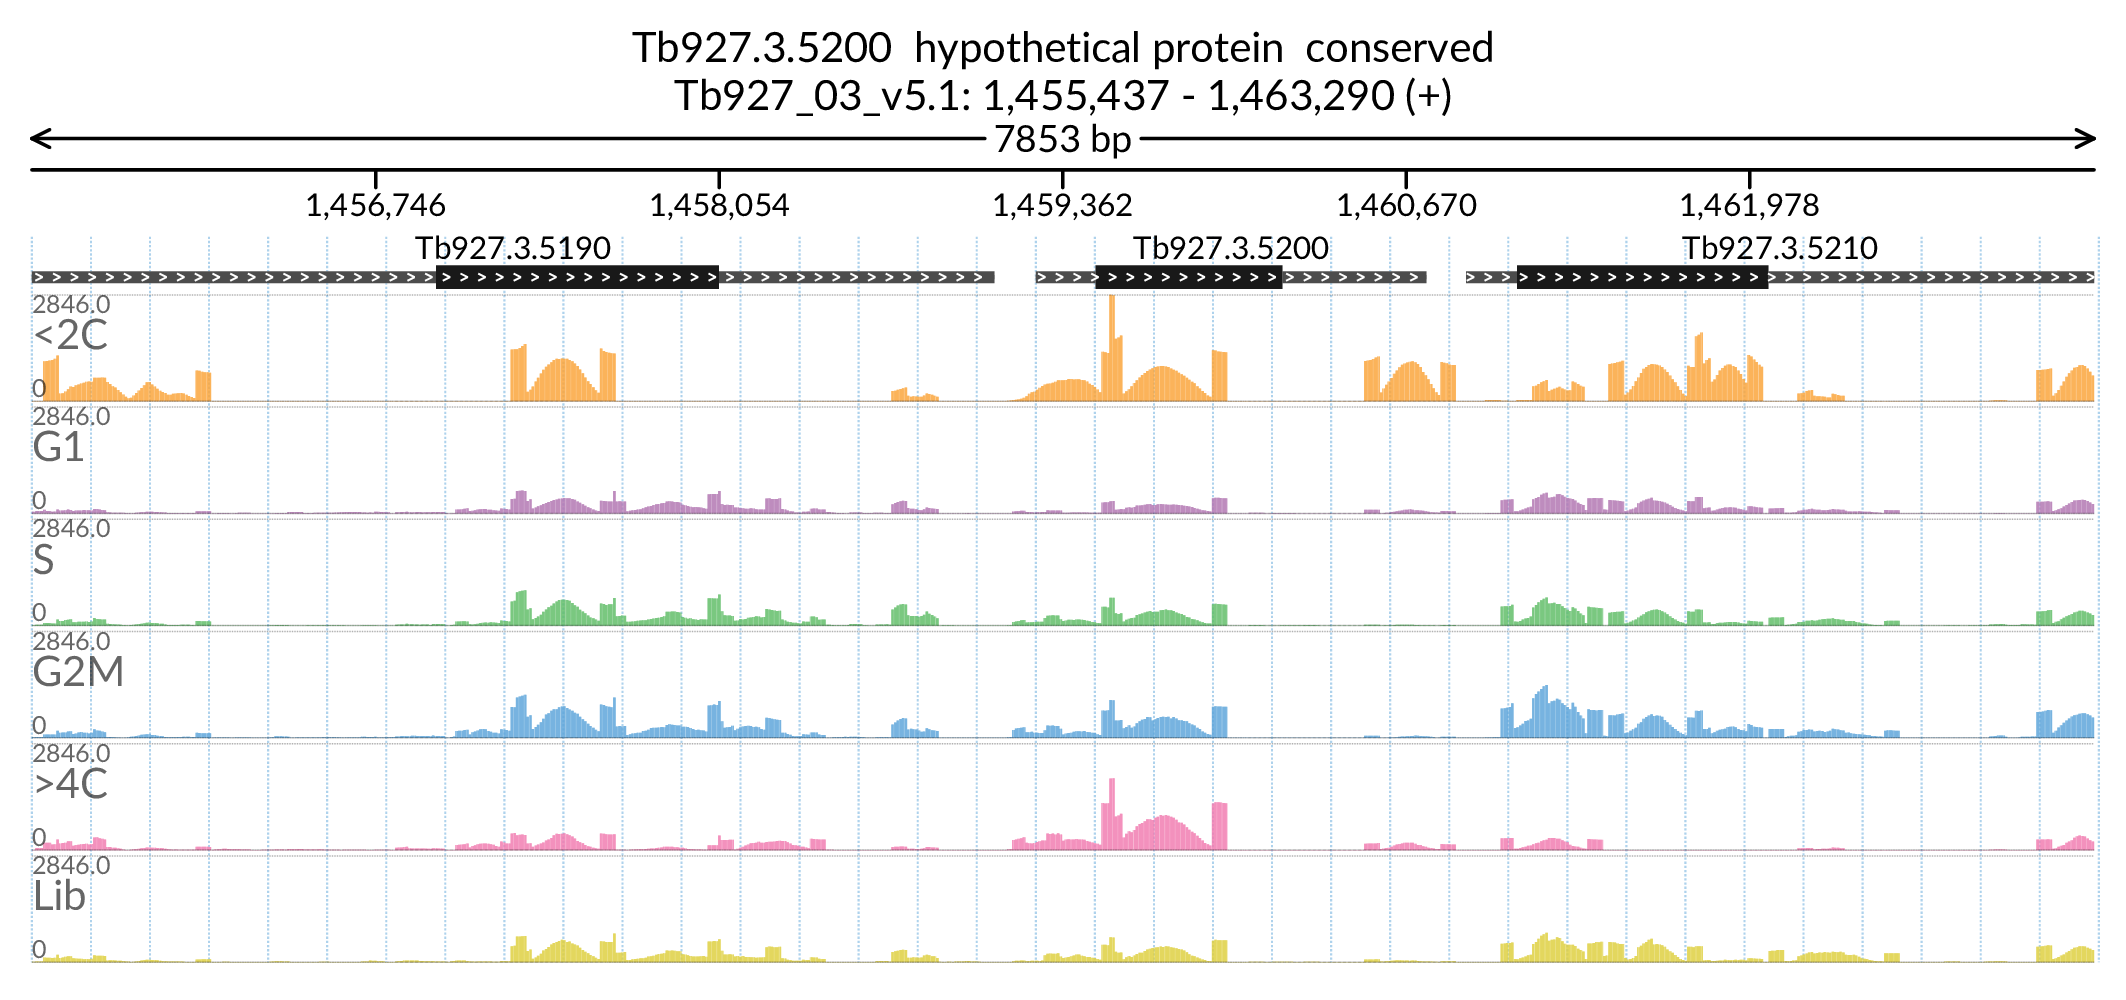 Tb927.3.5200  hypothetical protein  conserved
Tb927_03_v5.1: 1,455,437 - 1,463,290 (+)
7853 bp
1,456,746 1,458,054 1,459,362 1,460,670 1,461,978
Tb927.3.5190 Tb927.3.5200 Tb927.3.5210
2846.0
<2C
0
2846.0
G1
0
2846.0
S
0
2846.0
G2M
0
2846.0
>4C
0
2846.0
Lib
0